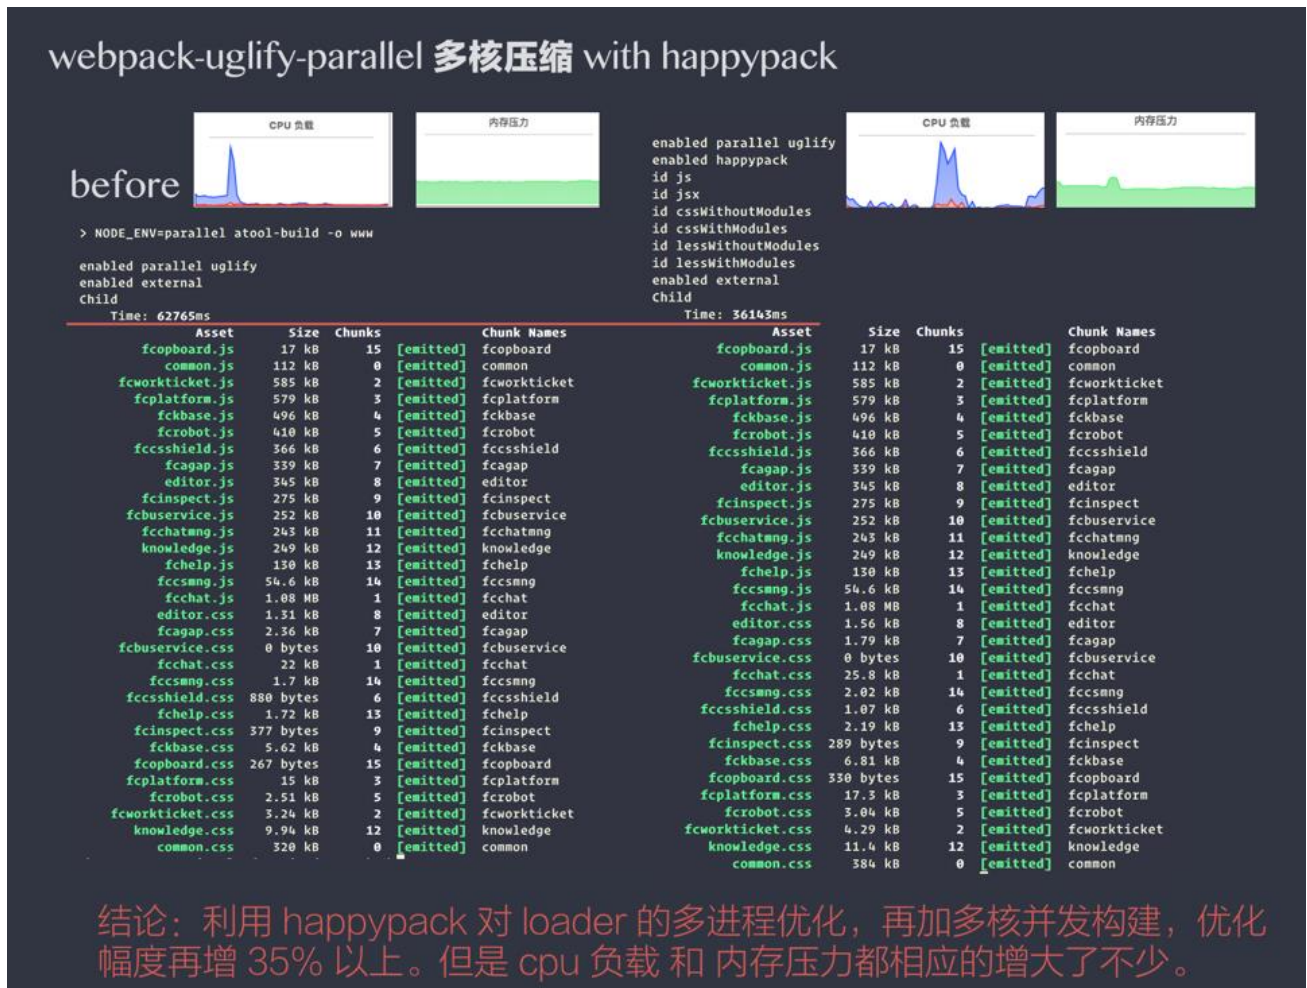 webpack-uglify-parallel 多核压缩 with happypack
before
CPU 负载
内存压力
> NODE_ENV=parallel atool-build -o www
enabled parallel uglify
enabled external
Child
Time: 62765ms
Asset Size Chunks Chunk Names
fcopboard.js 17 kB 15 [emitted] fcopboard
common.js 112 kB 0 [emitted] common
fcworkticket.js 585 kB 2 [emitted] fcworkticket
fcplatform.js 579 kB 3 [emitted] fcplatform
fckbase.js 496 kB 4 [emitted] fckbase
fcrobot.js 410 kB 5 [emitted] fcrobot
fccsshield.js 366 kB 6 [emitted] fccsshield
fcagap.js 339 kB 7 [emitted] fcagap
editor.js 345 kB 8 [emitted] editor
fcinspect.js 275 kB 9 [emitted] fcinspect
fcbuservice.js 252 kB 10 [emitted] fcbuservice
fcchatmng.js 243 kB 11 [emitted] fcchatmng
knowledge.js 249 kB 12 [emitted] knowledge
fchelp.js 130 kB 13 [emitted] fchelp
fccsmng.js 54.6 kB 14 [emitted] fccsmng
fcchat.js 1.08 MB 1 [emitted] fcchat
editor.css 1.31 kB 8 [emitted] editor
fcagap.css 2.36 kB 7 [emitted] fcagap
fcbuservice.css 0 bytes 10 [emitted] fcbuservice
fcchat.css 22 kB 1 [emitted] fcchat
fccsmng.css 1.7 kB 14 [emitted] fccsmng
fccsshield.css 880 bytes 6 [emitted] fccsshield
fchelp.css 1.72 kB 13 [emitted] fchelp
fcinspect.css 377 bytes 9 [emitted] fcinspect
fckbase.css 5.62 kB 4 [emitted] fckbase
fcopboard.css 267 bytes 15 [emitted] fcopboard
fcplatform.css 15 kB 3 [emitted] fcplatform
fcrobot.css 2.51 kB 5 [emitted] fcrobot
fcworkticket.css 3.24 kB 2 [emitted] fcworkticket
knowledge.css 9.94 kB 12 [emitted] knowledge
common.css 320 kB 0 [emitted] common
CPU 负载
内存压力
enabled parallel uglify
enabled happypack
id js
id jsx
id cssWithoutModules
id cssWithModules
id lessWithoutModules
id lessWithModules
enabled external
Child
Time: 36143ms
Asset Size Chunks Chunk Names
fcopboard.js 17 kB 15 [emitted] fcopboard
common.js 112 kB 0 [emitted] common
fcworkticket.js 585 kB 2 [emitted] fcworkticket
fcplatform.js 579 kB 3 [emitted] fcplatform
fckbase.js 496 kB 4 [emitted] fckbase
fcrobot.js 410 kB 5 [emitted] fcrobot
fccsshield.js 366 kB 6 [emitted] fccsshield
fcagap.js 339 kB 7 [emitted] fcagap
editor.js 345 kB 8 [emitted] editor
fcinspect.js 275 kB 9 [emitted] fcinspect
fcbuservice.js 252 kB 10 [emitted] fcbuservice
fcchatmng.js 243 kB 11 [emitted] fcchatmng
knowledge.js 249 kB 12 [emitted] knowledge
fchelp.js 130 kB 13 [emitted] fchelp
fccsmng.js 54.6 kB 14 [emitted] fccsmng
fcchat.js 1.08 MB 1 [emitted] fcchat
editor.css 1.56 kB 8 [emitted] editor
fcagap.css 1.79 kB 7 [emitted] fcagap
fcbuservice.css 0 bytes 10 [emitted] fcbuservice
fcchat.css 25.8 kB 1 [emitted] fcchat
fccsmng.css 2.02 kB 14 [emitted] fccsmng
fccsshield.css 1.07 kB 6 [emitted] fccsshield
fchelp.css 2.19 kB 13 [emitted] fchelp
fcinspect.css 289 bytes 9 [emitted] fcinspect
fckbase.css 6.81 kB 4 [emitted] fckbase
fcopboard.css 330 bytes 15 [emitted] fcopboard
fcplatform.css 17.3 kB 3 [emitted] fcplatform
fcrobot.css 3.04 kB 5 [emitted] fcrobot
fcworkticket.css 4.29 kB 2 [emitted] fcworkticket
knowledge.css 11.4 kB 12 [emitted] knowledge
common.css 384 kB 0 [emitted] common
结论：利用 happypack 对 loader 的多进程优化，再加多核并发构建，优化
幅度再增 35% 以上。但是 cpu 负载 和 内存压力都相应的增大了不少。